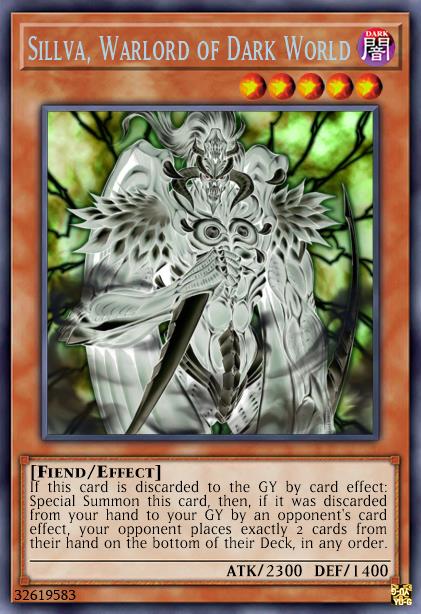 Sillva, Warlord of Dark World
DARK
闇
[Fiend/Effect]
If this card is discarded to the GY by card effect:
Special Summon this card, then, if it was discarded
from your hand to your GY by an opponent's card
effect, your opponent places exactly 2 cards from
their hand on the bottom of their Deck, in any order.
ATK/2300 DEF/1400
32619583